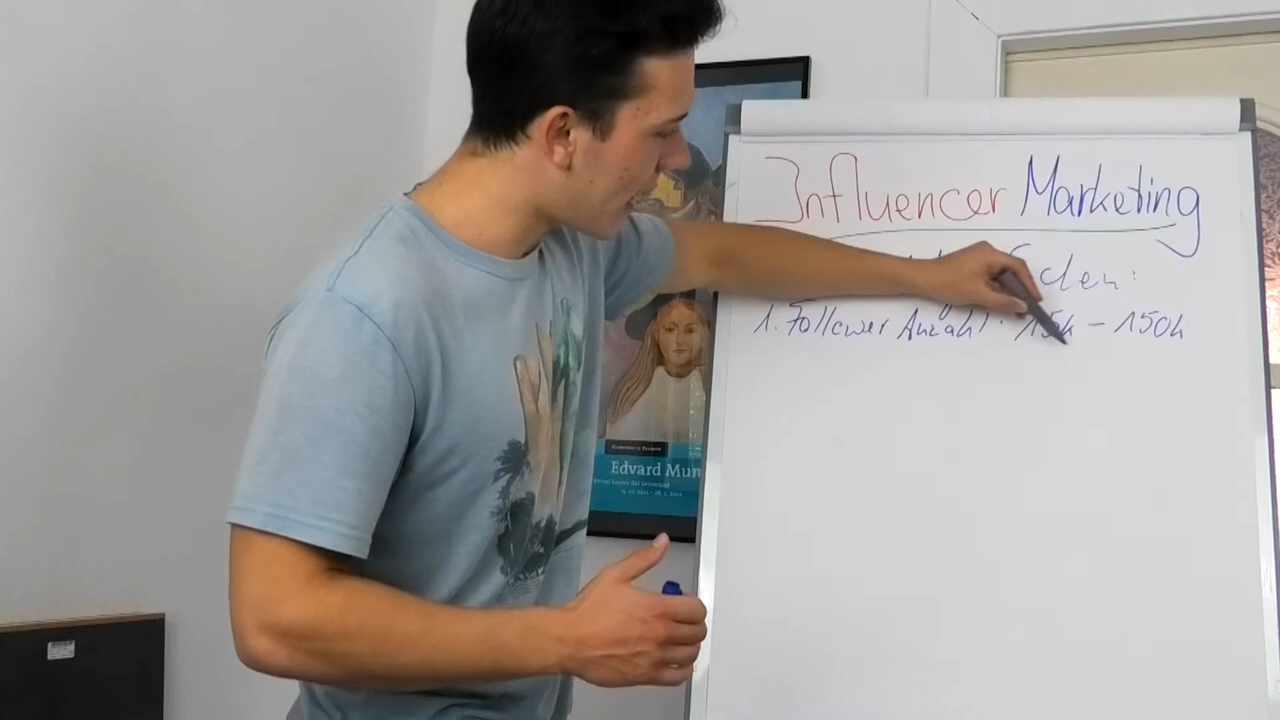 Influencer Marketing
1. Follower Anzahl: 15k - 150k
Edvard Mun